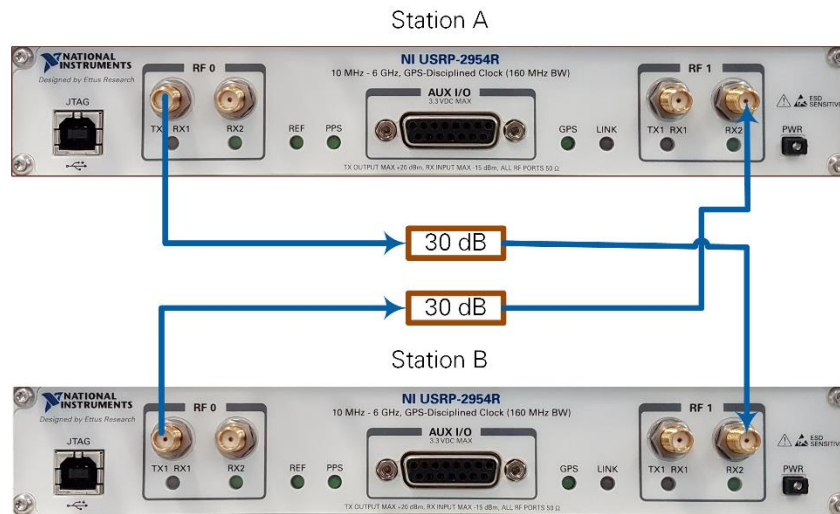 Station A
NATIONAL INSTRUMENTS
Designed by Ettus Research
NI USRP-2954R
10 MHz - 6 GHz, GPS-Disciplined Clock (160 MHz BW)
JTAG
RF 0
TX1 RX1
RX2
REF
PPS
AUX I/O
3.3 VDC MAX
GPS
LINK
RF 1
TX1 RX1
RX2
ESD SENSITIVE
PWR
TX OUTPUT MAX +20 dBm, RX INPUT MAX -15 dBm, ALL RF PORTS 50 Ω
30 dB
30 dB
Station B
NATIONAL INSTRUMENTS
Designed by Ettus Research
NI USRP-2954R
10 MHz - 6 GHz, GPS-Disciplined Clock (160 MHz BW)
JTAG
RF 0
TX1 RX1
RX2
REF
PPS
AUX I/O
3.3 VDC MAX
GPS
LINK
RF 1
TX1 RX1
RX2
ESD SENSITIVE
PWR
TX OUTPUT MAX +20 dBm, RX INPUT MAX -15 dBm, ALL RF PORTS 50 Ω